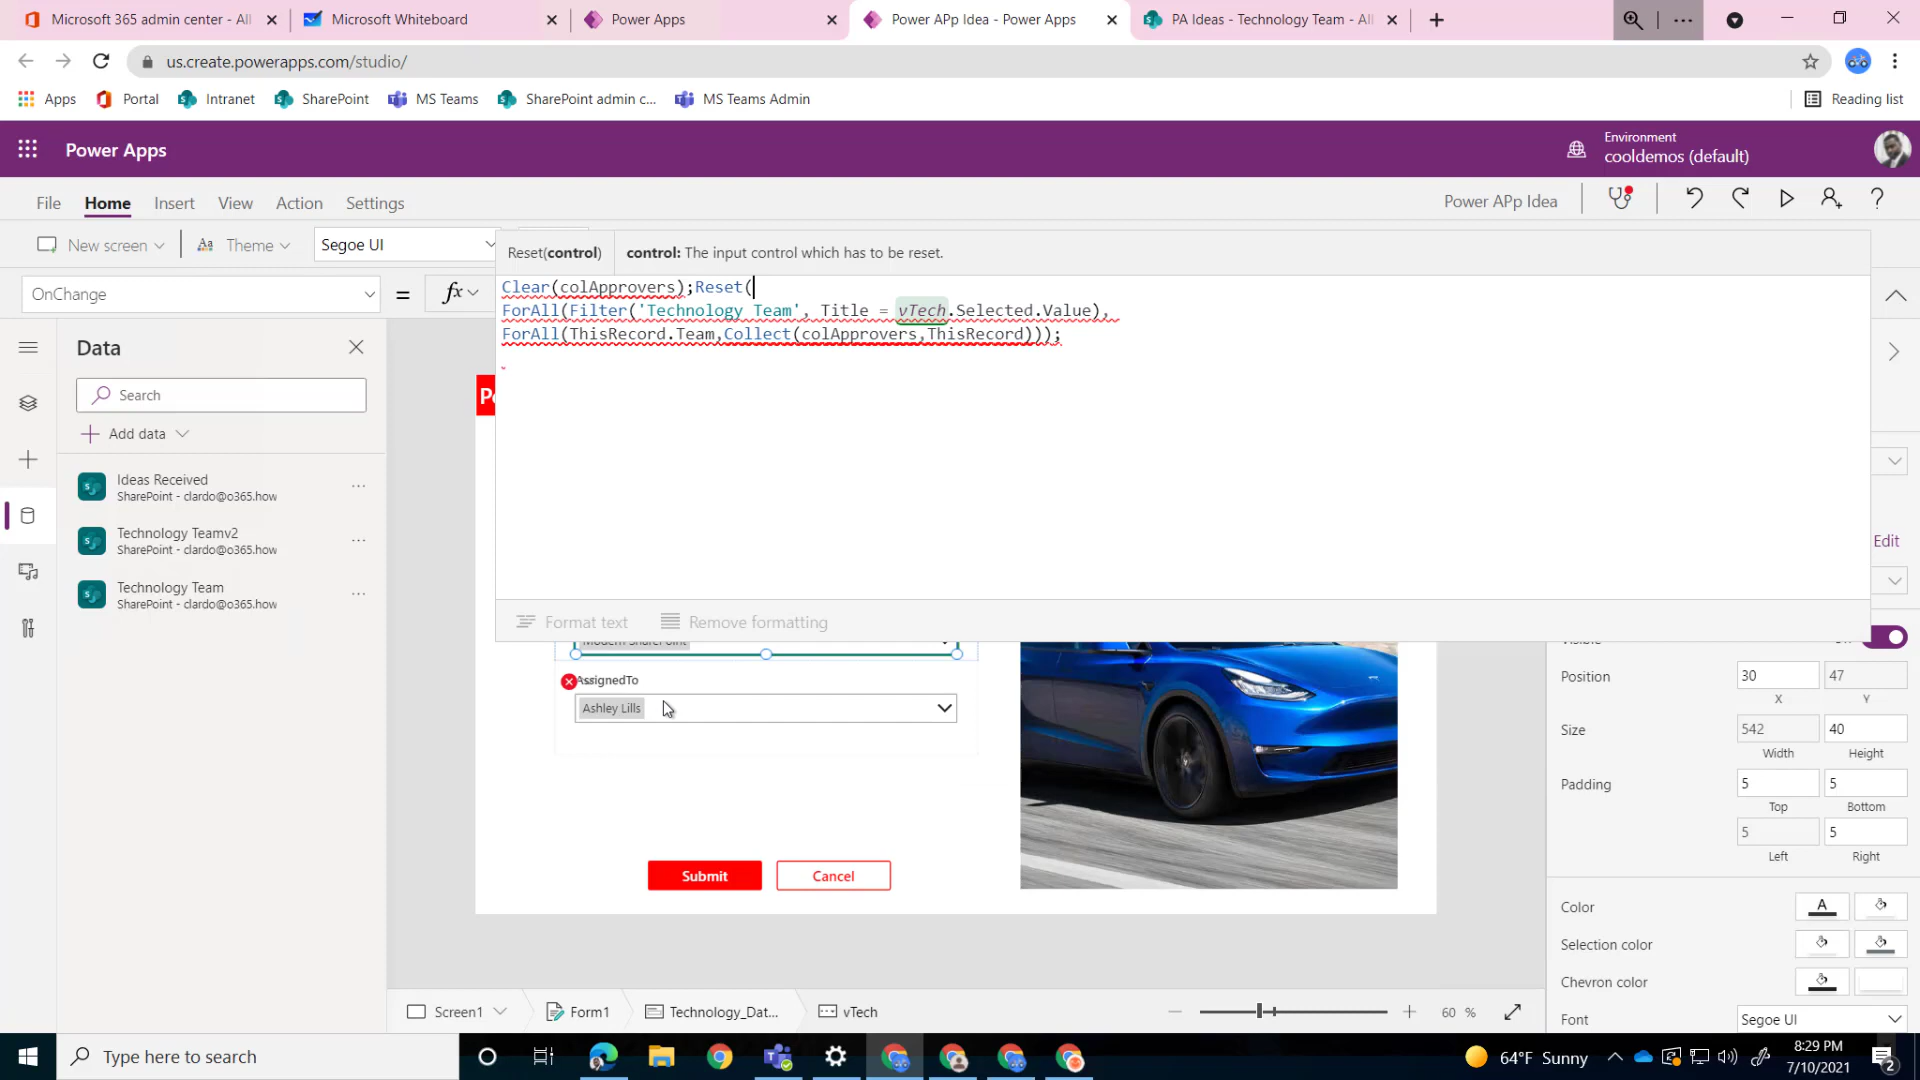 Microsoft 365 admin center - All
Microsoft Whiteboard
Power Apps
Power APp Idea - Power Apps
PA Ideas - Technology Team - All
us.create.powerapps.com/studio/
Apps
Portal
Intranet
SharePoint
MS Teams
SharePoint admin c...
MS Teams Admin
Reading list
Power Apps
Environment
cooldemos (default)
File
Home
Insert
View
Action
Settings
Power APp Idea
New screen
Theme
Segoe UI
Reset(control)
control: The input control which has to be reset.
OnChange
=
fx
Clear(colApprovers);Reset(
ForAll(Filter('Technology Team', Title = vTech.Selected.Value),
ForAll(ThisRecord.Team,Collect(colApprovers,ThisRecord)));
Data
Search
Add data
Ideas Received
SharePoint - clardo@o365.how
Technology Teamv2
SharePoint - clardo@o365.how
Technology Team
SharePoint - clardo@o365.how
Edit
Format text
Remove formatting
Modern SharePoint
AssignedTo
Ashley Lills
Submit
Cancel
Position
30
47
X
Y
Size
542
40
Width
Height
Padding
5
5
Top
Bottom
5
5
Left
Right
Color
Selection color
Chevron color
Font
Segoe UI
Screen1
Form1
Technology_Dat...
vTech
60 %
Type here to search
64°F Sunny
8:29 PM
7/10/2021
2